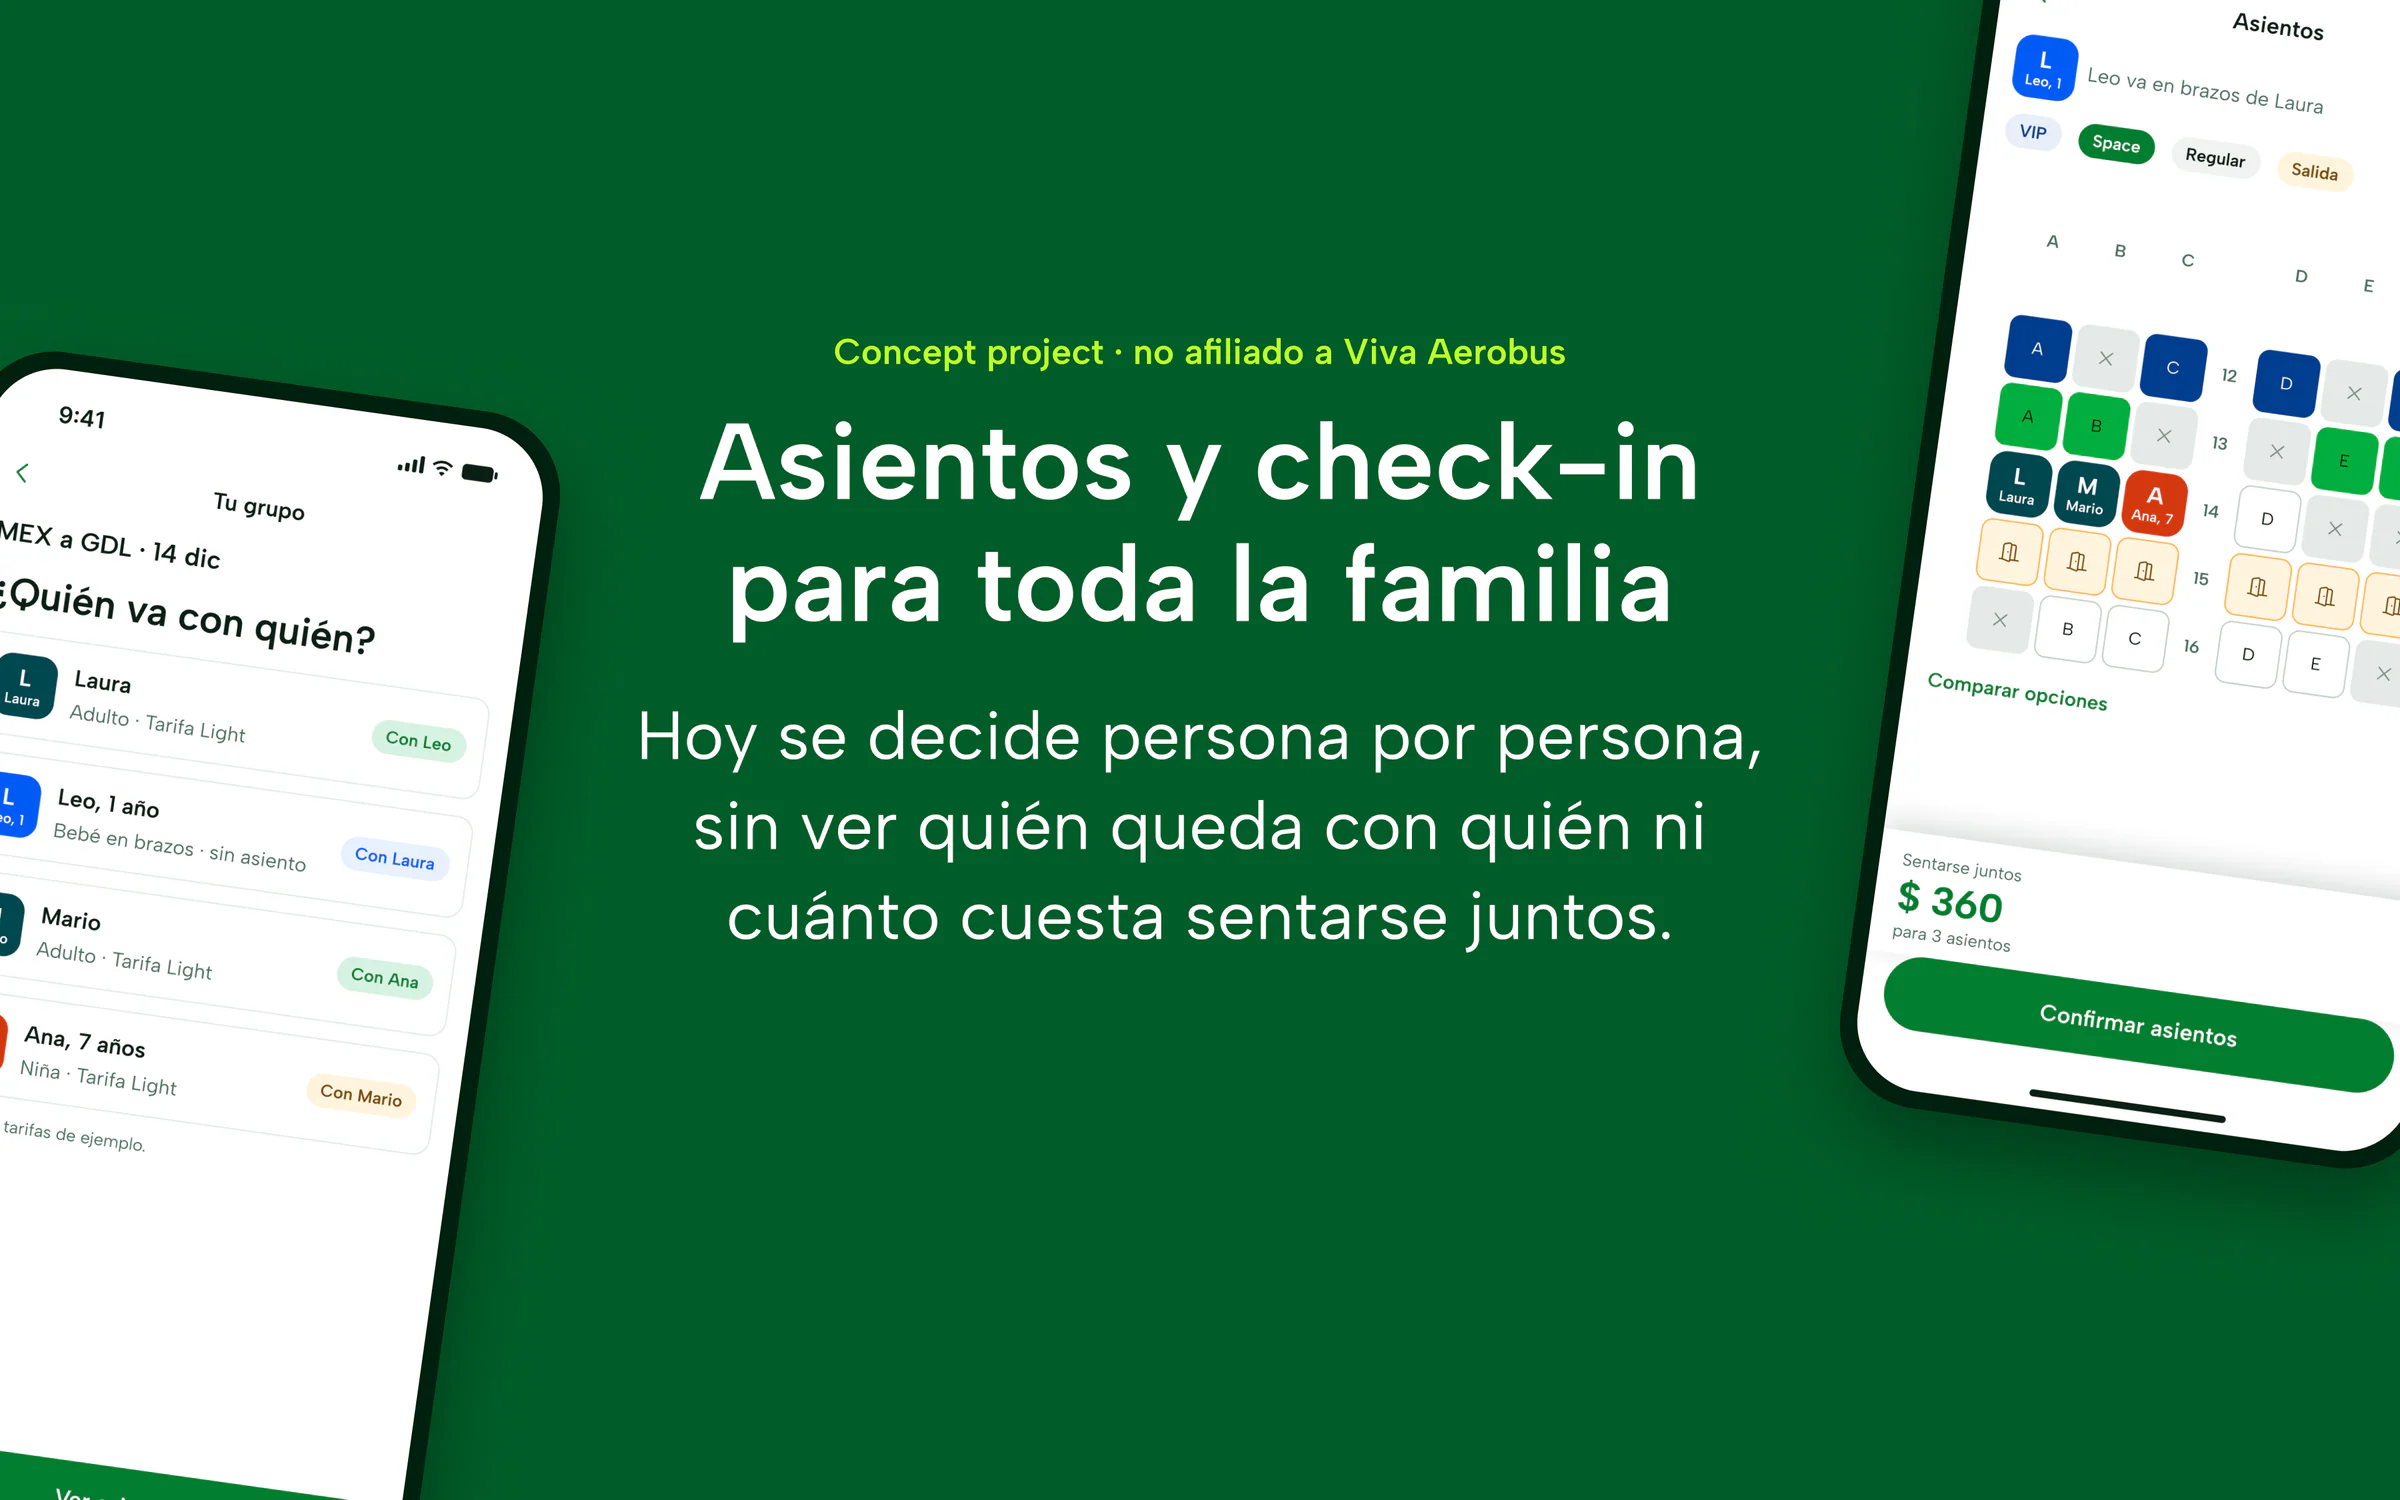 Concept project · no afiliado a Viva Aerobus
Asientos y check-in
para toda la familia
Hoy se decide persona por persona,
sin ver quién queda con quién ni
cuánto cuesta sentarse juntos.
9:41
Tu grupo
MEX a GDL · 14 dic
¿Quién va con quién?
L
Laura
Laura
Adulto · Tarifa Light
Con Leo
L
Leo, 1 año
Bebé en brazos · sin asiento
Con Laura
Mario
Adulto · Tarifa Light
Con Ana
Ana, 7 años
Niña · Tarifa Light
Con Mario
tarifas de ejemplo.
Asientos
L
Leo, 1
Leo va en brazos de Laura
VIP Space Regular Salida
A B C D E
A C 12 D
A B 13 E
L Laura M Mario A Ana, 7 14 D
15
B C 16 D E
Comparar opciones
Sentarse juntos
$ 360
para 3 asientos
Confirmar asientos